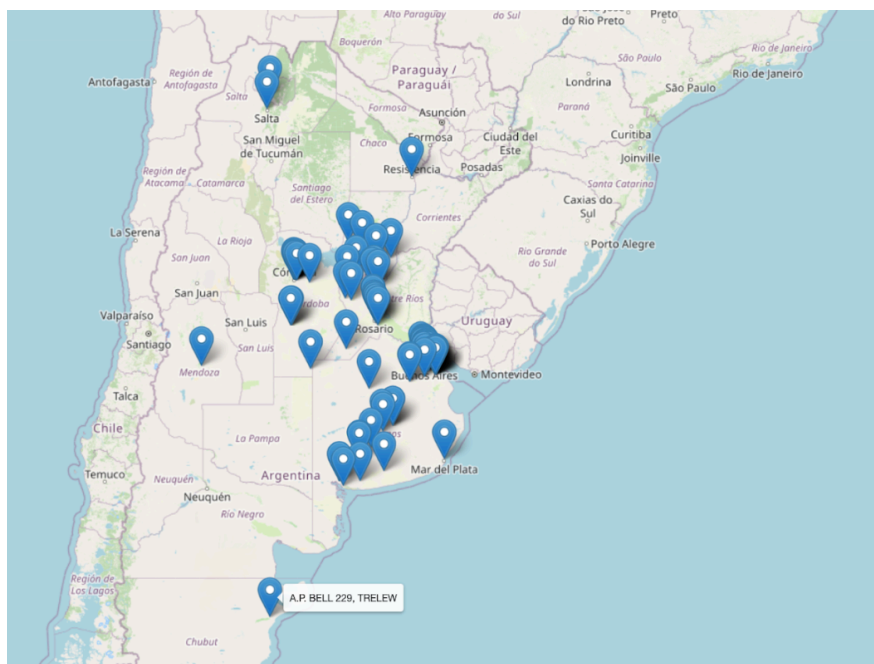 Alto Paraguay
do Sul
do Rio Preto
Preto
Boquerón
São Paulo
Rio de Janeiro
Antofagasta
Región de
Antofagasta
Salta
Paraguay /
Paraguái
Londrina
São Paulo
Rio de Janeiro
Formosa
Asunción
Paraná
Salta
San Miguel
de Tucumán
Chaco
Formosa
Ciudad del
Este
Curitiba
Joinville
Región de
Atacama
Catamarca
Santiago
del Estero
Posadas
Santa Catarina
Corrientes
Caxias do
Sul
La Serena
La Rioja
Porto Alegre
San Juan
Rio Grande
do Sul
San Juan
Valparaíso
San Luis
Uruguay
Santiago
San Luis
Rosario
Mendoza
Montevideo
Talca
Chile
La Pampa
Temuco
Neuquén
Argentina
Mar del Plata
Neuquén
Río Negro
Región de
Los Lagos
A.P. BELL 229, TRELEW
Chubut